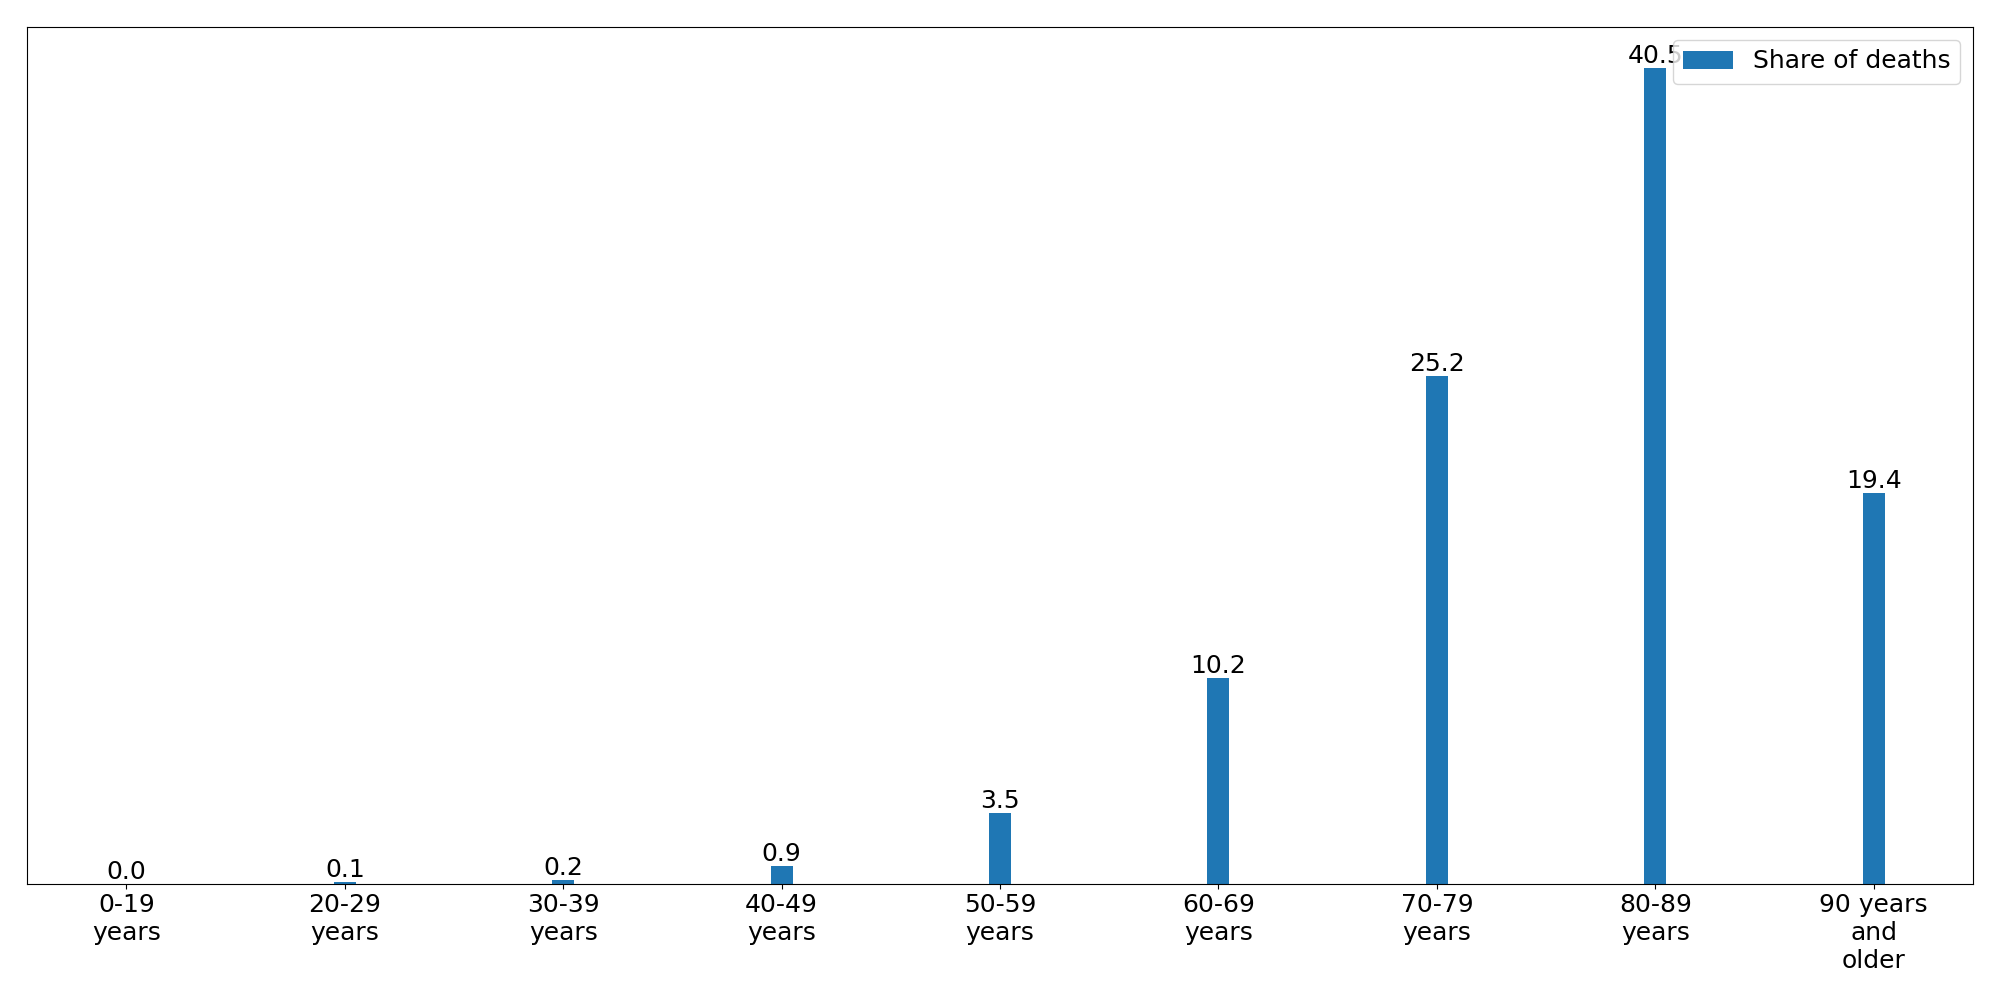 40.5
Share of deaths
25.2
19.4
10.2
3.5
0.9
0.2
0.1
0.0
0-19
years
20-29
years
30-39
years
40-49
years
50-59
years
60-69
years
70-79
years
80-89
years
90 years
and
older